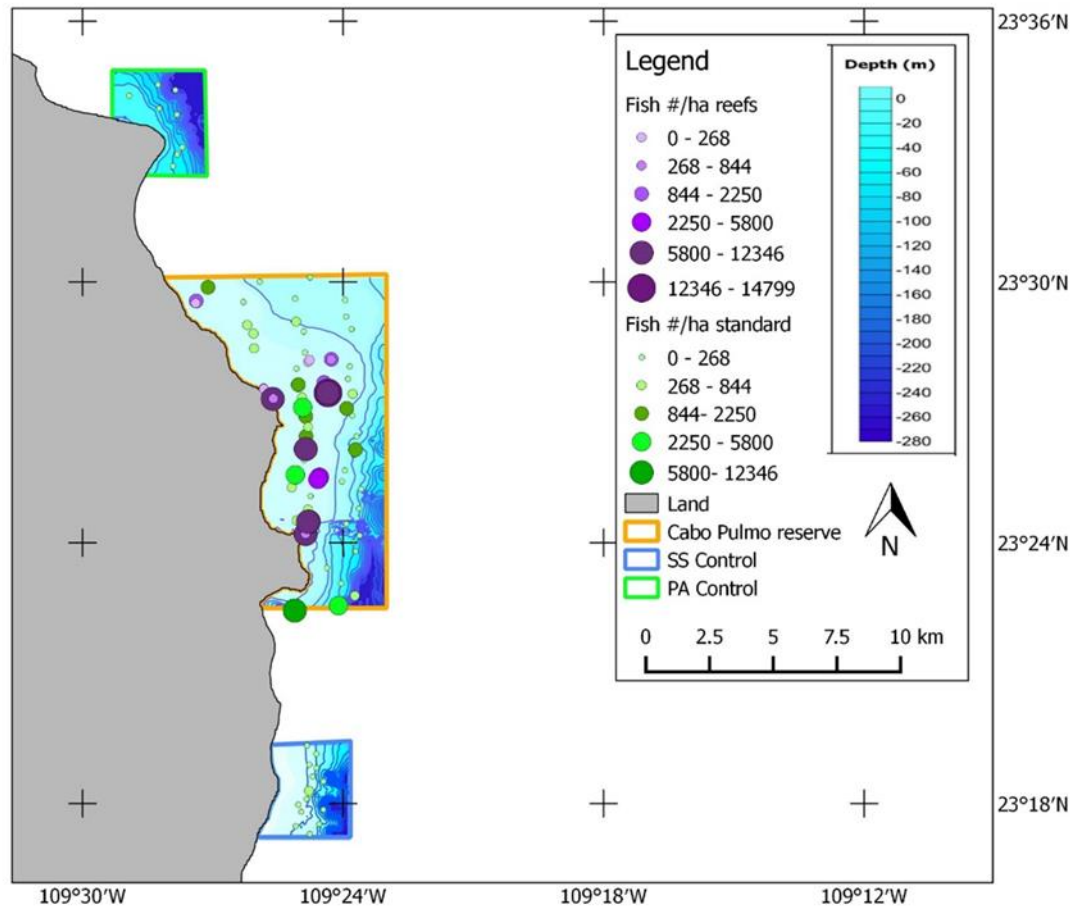 23°36′N
Legend
Fish #/ha reefs
0 - 268
268 - 844
844 - 2250
2250 - 5800
5800 - 12346
12346 - 14799
Fish #/ha standard
0 - 268
268 - 844
844- 2250
2250 - 5800
5800- 12346
Land
Cabo Pulmo reserve
SS Control
PA Control
Depth (m)
0
-20
-40
-60
-80
-100
-120
-140
-160
-180
-200
-220
-240
-260
-280
N
0 2.5 5 7.5 10 km
23°30′N
23°24′N
23°18′N
109°30′W 109°24′W 109°18′W 109°12′W